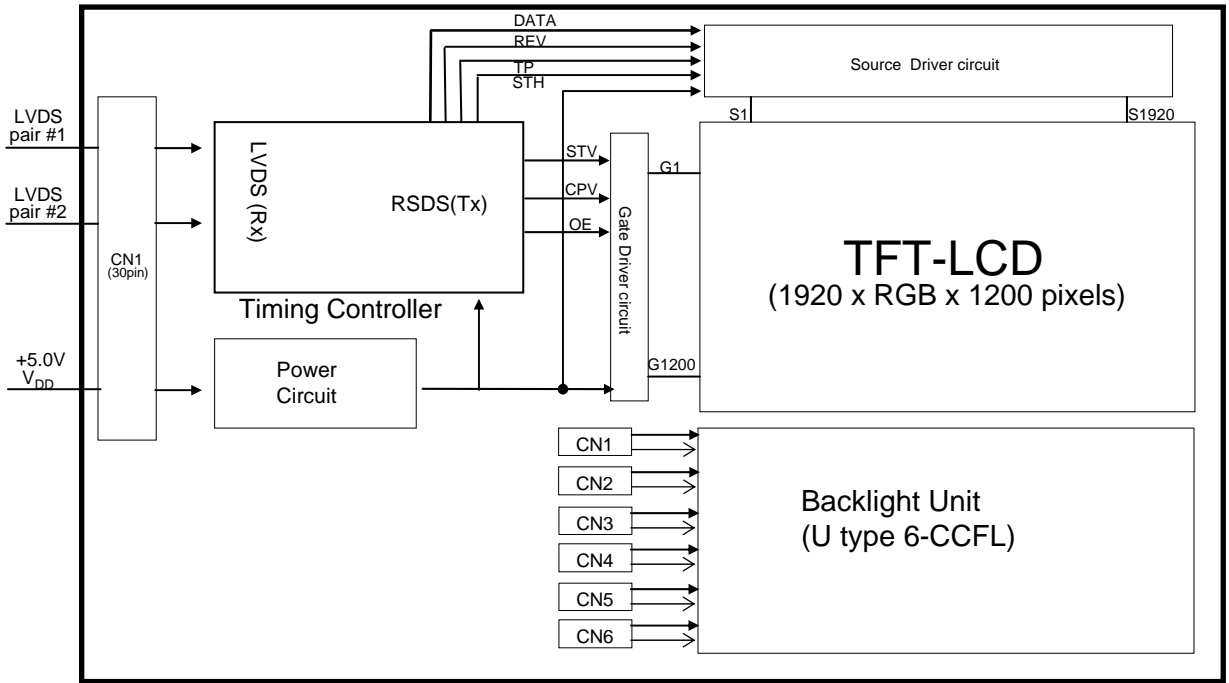 DATA
REV
TP
STH
Source Driver circuit
S1
S1920
LVDS
pair #1
LVDS
pair #2
CN1
(30pin)
LVDS (Rx)
RSDS(Tx)
Timing Controller
STV
CPV
OE
Gate Driver circuit
G1
G1200
TFT-LCD
(1920 x RGB x 1200 pixels)
+5.0V
VDD
Power
Circuit
CN1
CN2
CN3
CN4
CN5
CN6
Backlight Unit
(U type 6-CCFL)